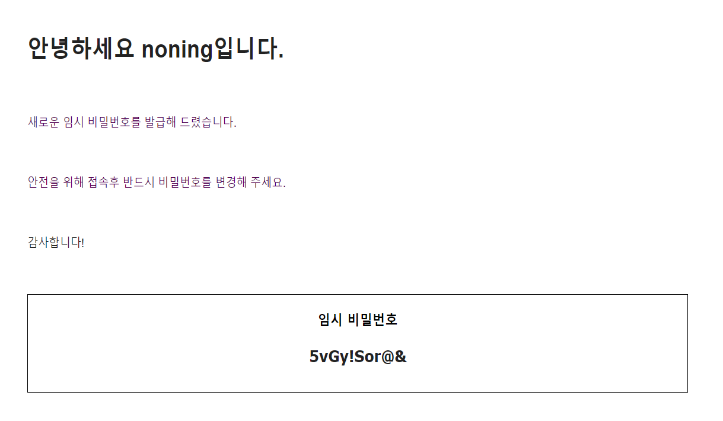 안녕하세요 noning입니다.
새로운 임시 비밀번호를 발급해 드렸습니다.
안전을 위해 접속후 반드시 비밀번호를 변경해 주세요.
감사합니다!
임시 비밀번호
5vGy!Sor@&